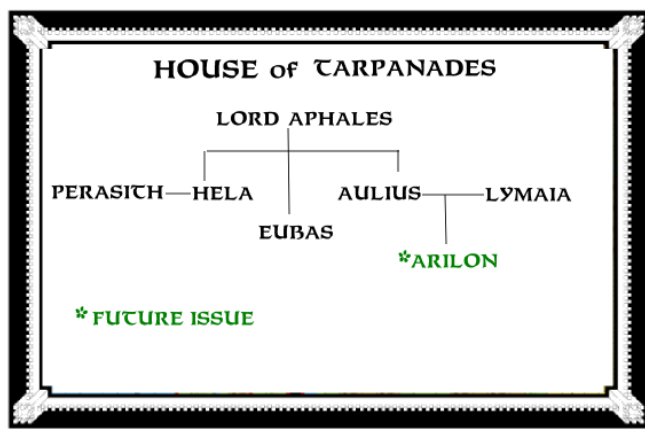 HOUSE of TARPANADES
LORD APHALES
PERASITH HELA AULIUS LYMAIA
EUBAS
*ARILON
* FUTURE ISSUE